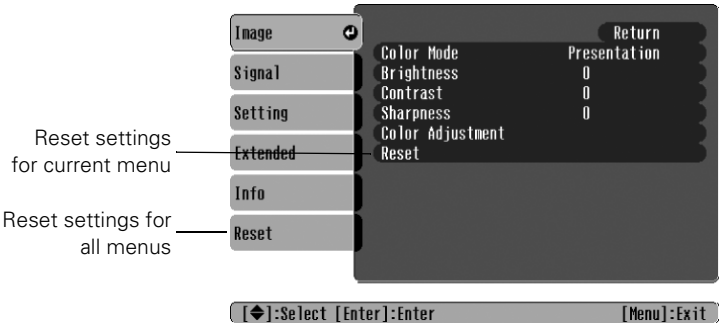 Image
Signal
Setting
Extended
Info
Reset
Return
Color Mode Presentation
Brightness 0
Contrast 0
Sharpness 0
Color Adjustment
Reset
Reset settings
for current menu
Reset settings for
all menus
[◆]:Select [Enter]:Enter [Menu]:Exit